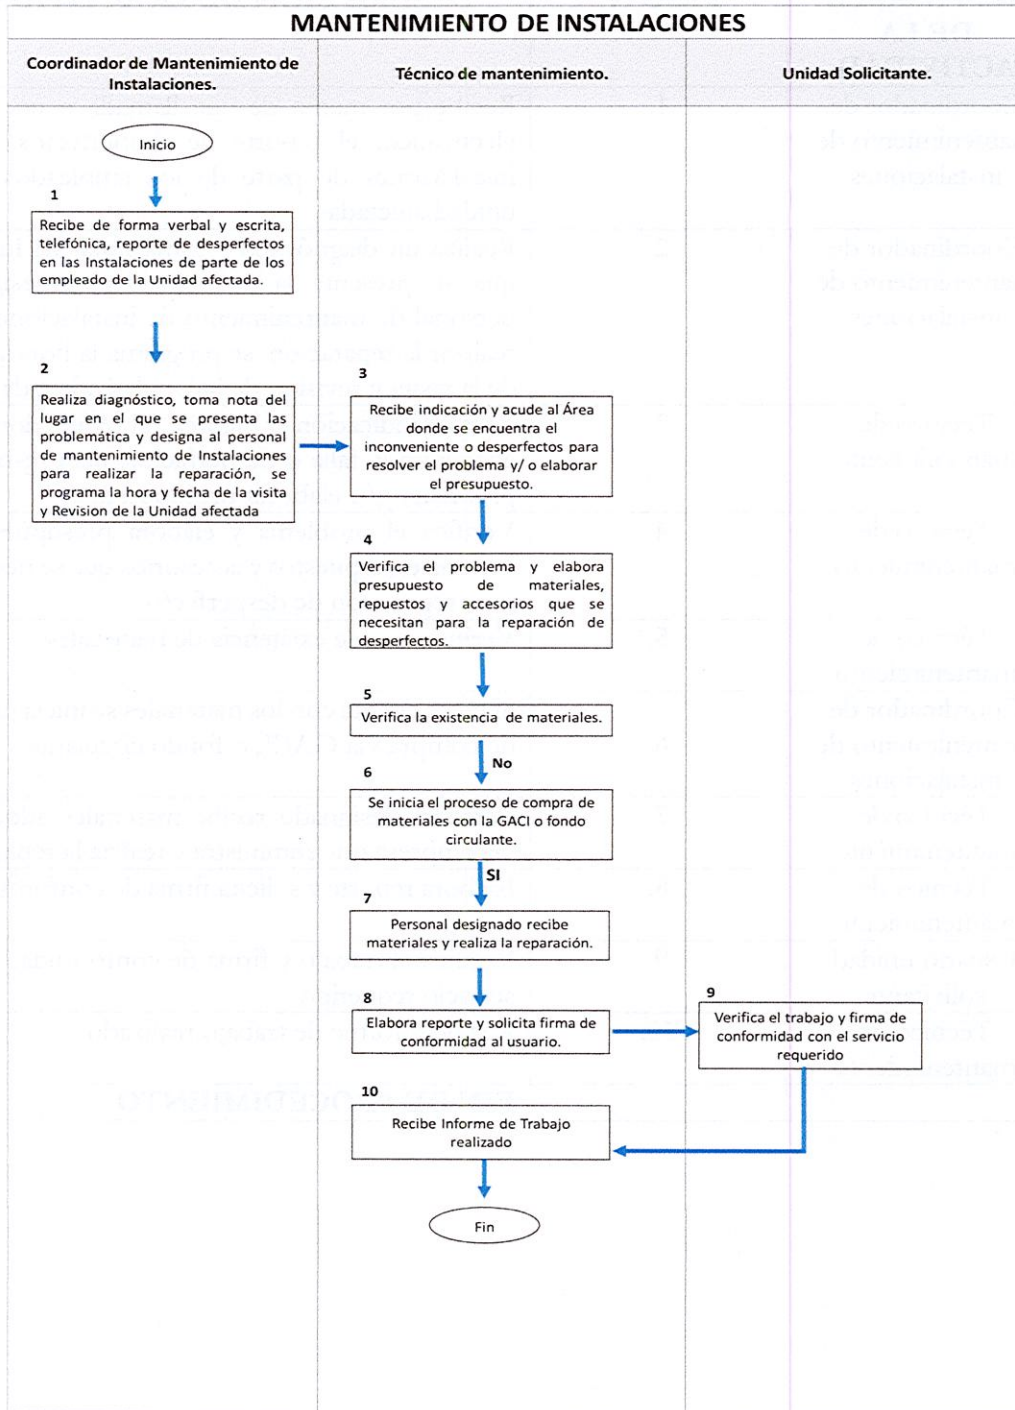 MANTENIMIENTO DE INSTALACIONES
Coordinador de Mantenimiento de
Instalaciones.
Técnico de mantenimiento.
Unidad Solicitante.
Inicio
1
Recibe de forma verbal y escrita,
telefónica, reporte de desperfectos
en las Instalaciones de parte de los
empleado de la Unidad afectada.
2
Realiza diagnóstico, toma nota del
lugar en el que se presenta las
problemática y designa al personal
de mantenimiento de Instalaciones
para realizar la reparación, se
programa la hora y fecha de la visita
y Revision de la Unidad afectada
3
Recibe indicación y acude al Área
donde se encuentra el
inconveniente o desperfectos para
resolver el problema y/ o elaborar
el presupuesto.
4
Verifica el problema y elabora
presupuesto de materiales,
repuestos y accesorios que se
necesitan para la reparación de
desperfectos.
5
Verifica la existencia de materiales.
No
6
Se inicia el proceso de compra de
materiales con la GACI o fondo
circulante.
SI
7
Personal designado recibe
materiales y realiza la reparación.
8
Elabora reporte y solicita firma de
conformidad al usuario.
9
Verifica el trabajo y firma de
conformidad con el servicio
requerido
10
Recibe Informe de Trabajo
realizado
Fin